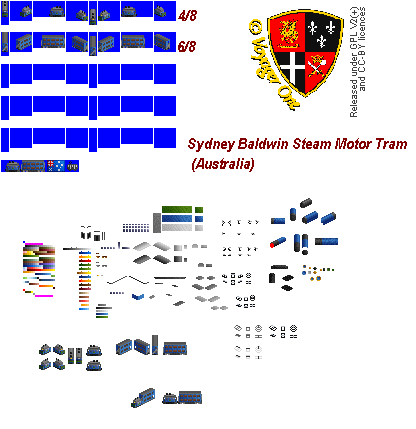 4/8
6/8
© Voyager One
Released under GPL v2(+)
and CC-BY licences
Sydney Baldwin Steam Motor Tram
(Australia)